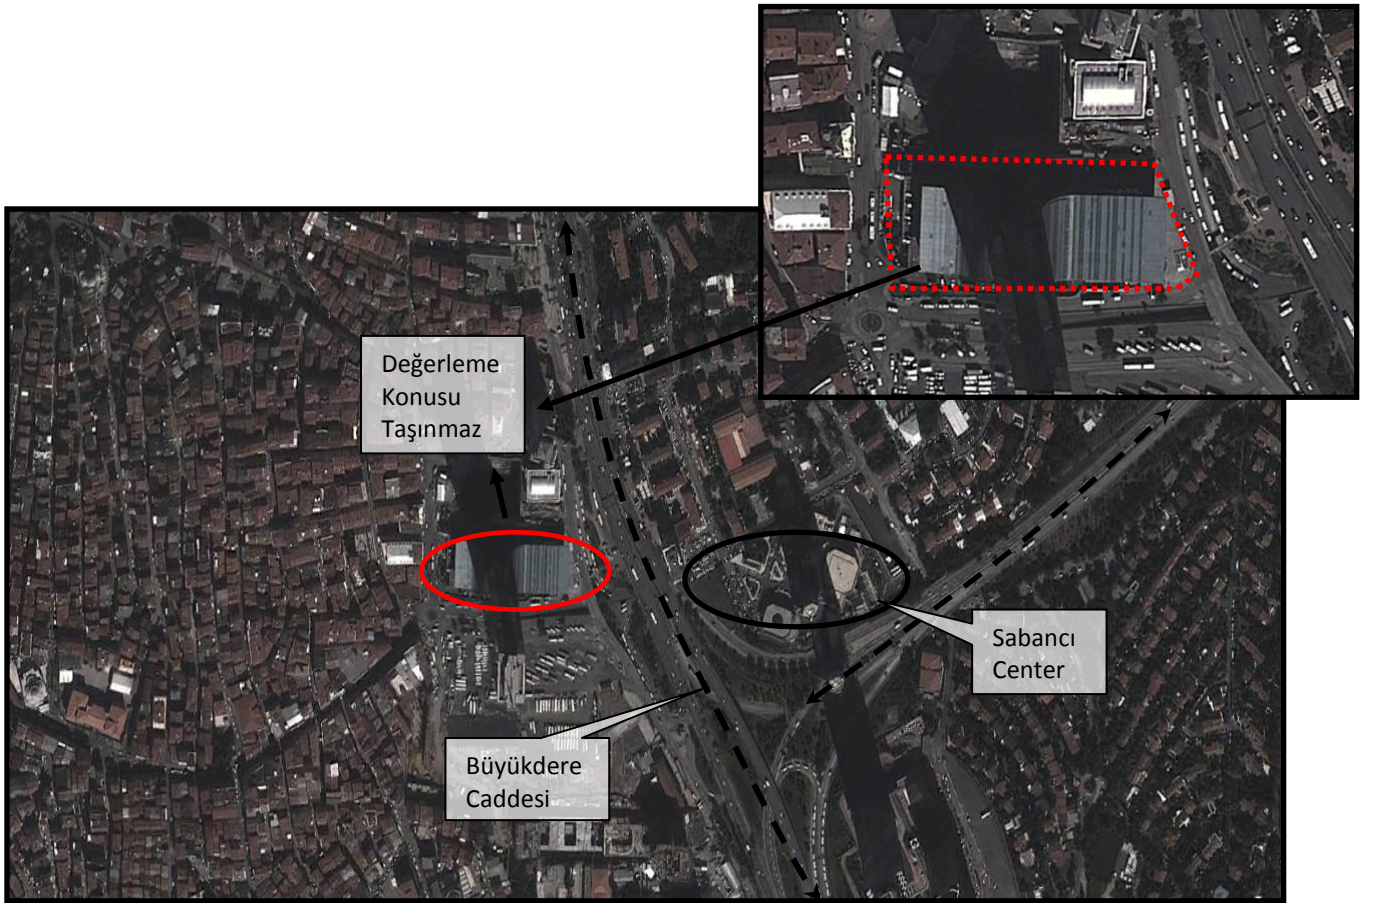 Değerleme
Konusu
Taşınmaz
Sabancı
Center
Büyükdere
Caddesi